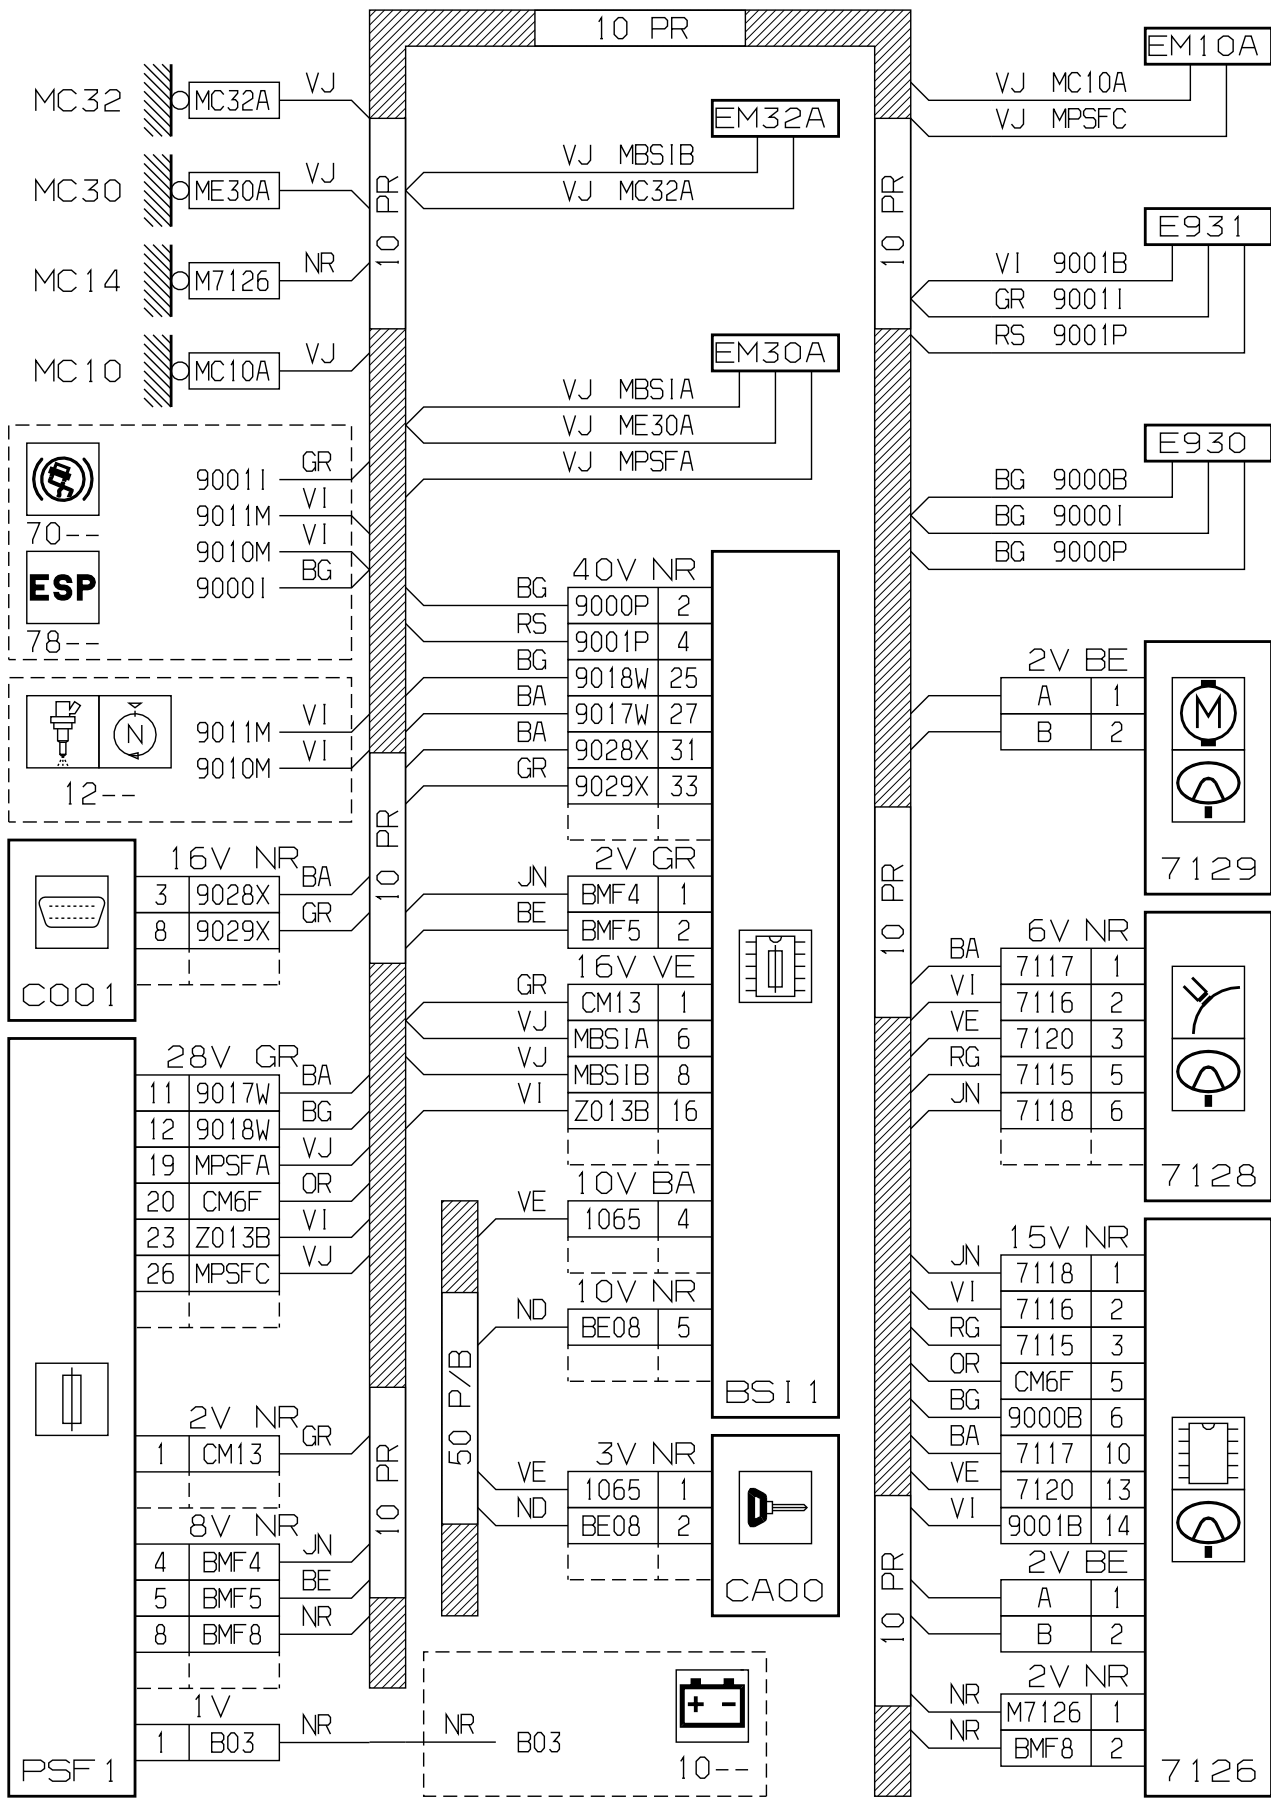 10 PR
MC32
MC32A
VJ
MC30
ME30A
VJ
MC14
M7126
NR
MC10
MC10A
VJ
10 PR
9001I GR
9011M VI
9010M VI
9000I BG
70--
ESP
78--
9011M VI
9010M VI
12--
10 PR
16V NR
3 9028X BA
8 9029X GR
C001
28V GR
11 9017W BA
12 9018W BG
19 MPSFA VJ
20 CM6F OR
23 Z013B VI
26 MPSFC VJ
2V NR
1 CM13 GR
8V NR
4 BMF4 JN
5 BMF5 BE
8 BMF8 NR
1V
1 B03 NR
PSF1
10 PR
EM32A
VJ MBSIB
VJ MC32A
EM30A
VJ MBSIA
VJ ME30A
VJ MPSFA
40V NR
BG 9000P 2
RS 9001P 4
BG 9018W 25
BA 9017W 27
BA 9028X 31
GR 9029X 33
2V GR
JN BMF4 1
BE BMF5 2
16V VE
GR CM13 1
VJ MBSIA 6
VJ MBSIB 8
VI Z013B 16
10V BA
VE 1065 4
10V NR
ND BE08 5
BSI1
50 P/B
3V NR
VE 1065 1
ND BE08 2
CA00
NR B03
+ -
10--
EM10A
VJ MC10A
VJ MPSFC
10 PR
E931
VI 9001B
GR 9001I
RS 9001P
E930
BG 9000B
BG 9000I
BG 9000P
2V BE
A 1
B 2
M
7129
10 PR
6V NR
BA 7117 1
VI 7116 2
VE 7120 3
RG 7115 5
JN 7118 6
7128
15V NR
JN 7118 1
VI 7116 2
RG 7115 3
OR CM6F 5
BG 9000B 6
BA 7117 10
VE 7120 13
VI 9001B 14
10 PR
2V BE
A 1
B 2
2V NR
NR M7126 1
NR BMF8 2
7126
N